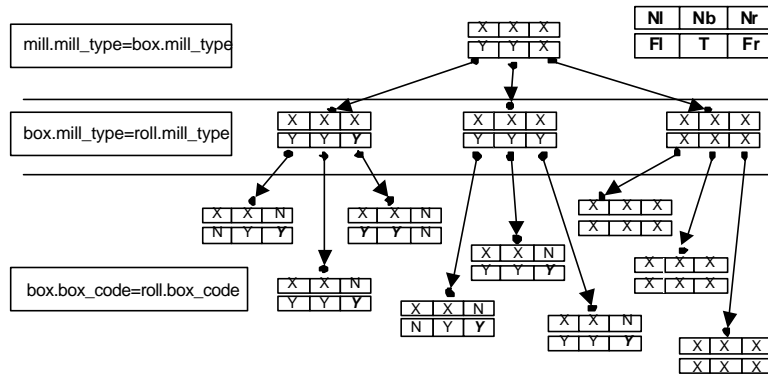 Nl Nb Nr
Fl T Fr
mill.mill_type=box.mill_type
X X X
Y Y X
box.mill_type=roll.mill_type
X X X
Y Y Y
X X X
Y Y Y
X X X
X X X
box.box_code=roll.box_code
X X N
N Y Y
X X N
Y Y N
X X N
Y Y Y
X X N
N Y Y
X X N
Y Y Y
X X N
Y Y Y
X X X
X X X
X X X
X X X
X X X
X X X